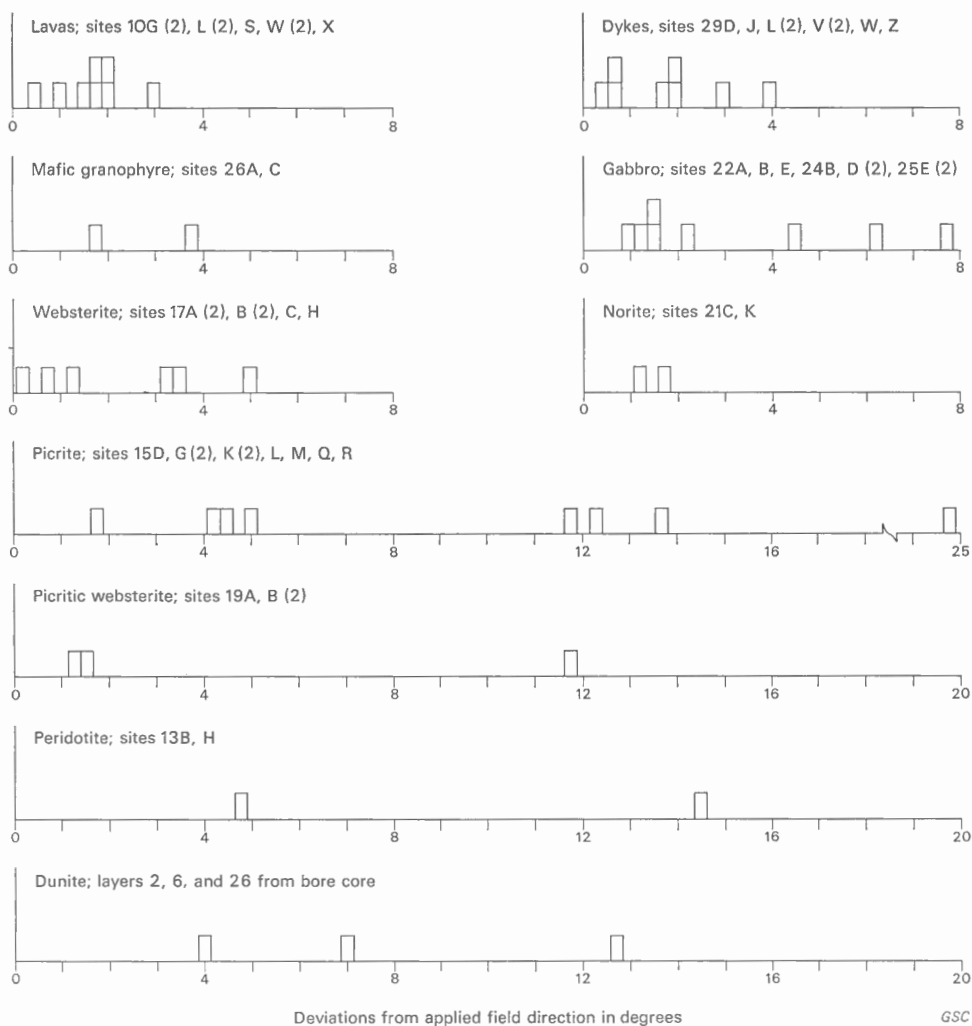 Lavas; sites 10G (2), L (2), S, W (2), X
0 4 8
Dykes, sites 29D, J, L (2), V (2), W, Z
0 4 8
Mafic granophyre; sites 26A, C
0 4 8
Gabbro; sites 22A, B, E, 24B, D (2), 25E (2)
0 4 8
Websterite; sites 17A (2), B (2), C, H
0 4 8
Norite; sites 21C, K
0 4 8
Picrite; sites 15D, G (2), K (2), L, M, Q, R
0 4 8 12 16 25
Picritic websterite; sites 19A, B (2)
0 4 8 12 16 20
Peridotite; sites 13B, H
0 4 8 12 16 20
Dunite; layers 2, 6, and 26 from bore core
0 4 8 12 16 20
Deviations from applied field direction in degrees
GSC